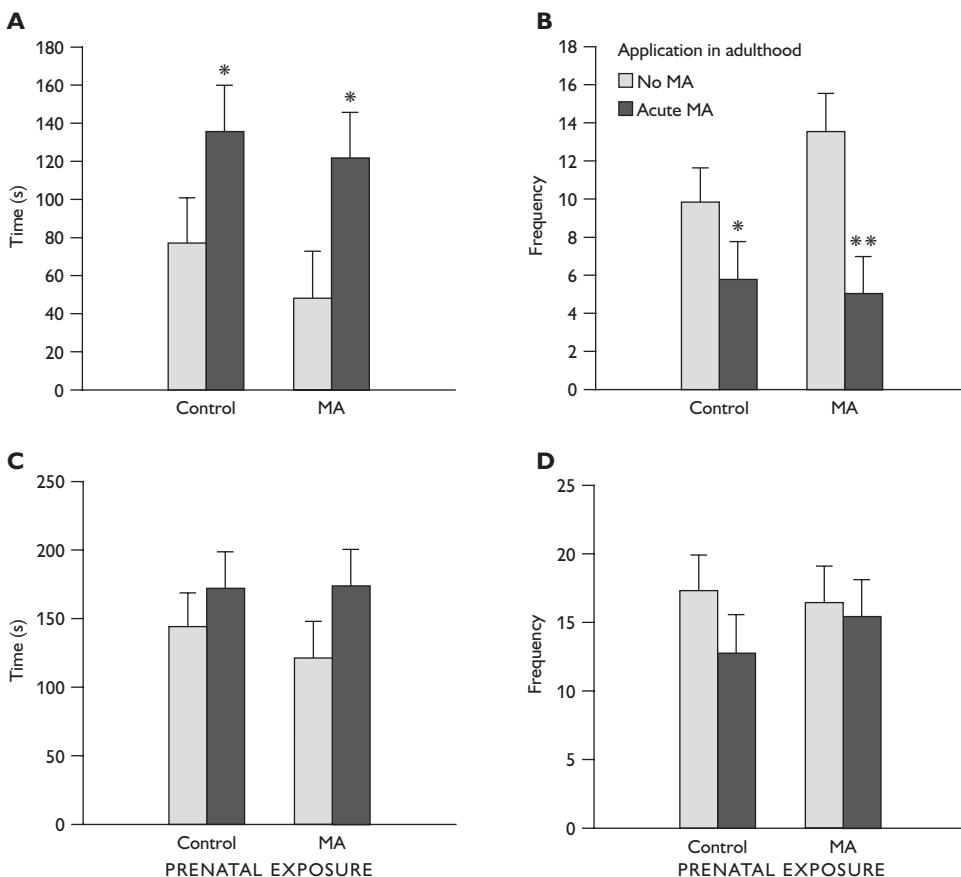 A
180
160
140
120
100
80
60
40
20
0
Time (s)
*
*
Control
MA
B
18
16
14
12
10
8
6
4
2
0
Frequency
Application in adulthood
No MA
Acute MA
*
**
Control
MA
C
250
200
150
100
50
0
Time (s)
Control
MA
PRENATAL EXPOSURE
D
25
20
15
10
5
0
Frequency
Control
MA
PRENATAL EXPOSURE